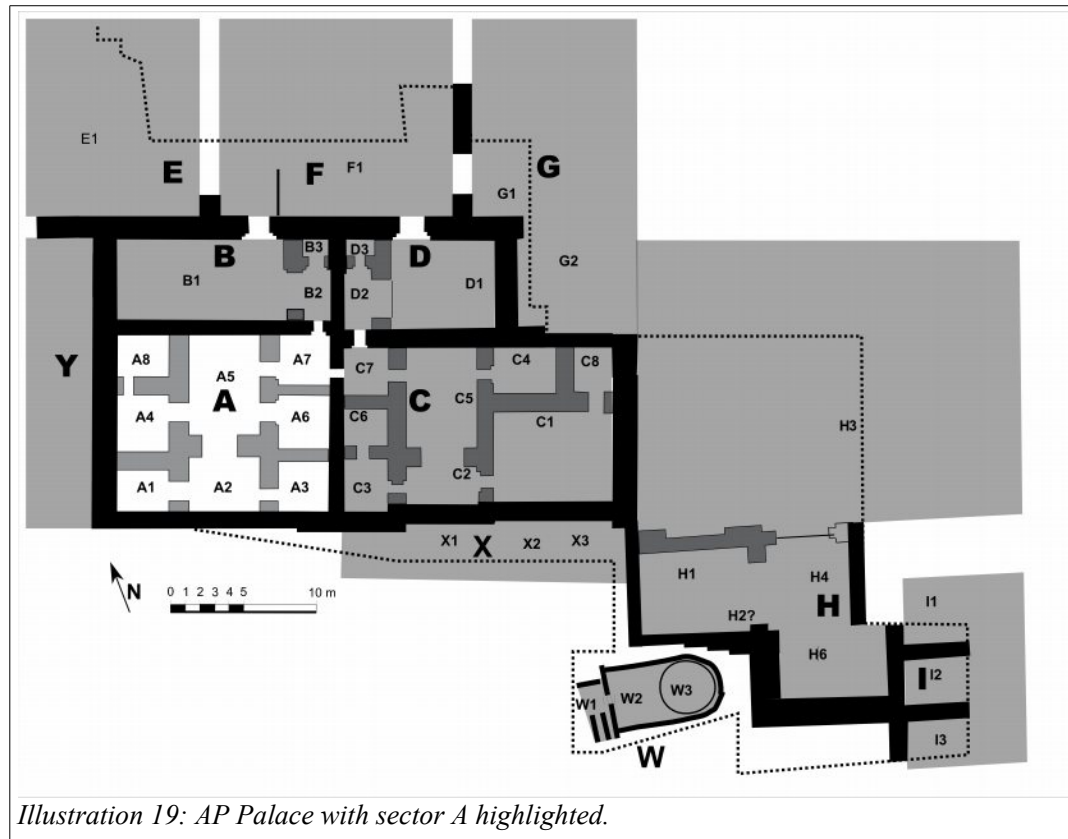 E1
E
F
F1
G
G1
G2
B
B3
D3
D
B1
B2
D2
D1
Y
A8
A7
A5
A
A4
A6
A1
A2
A3
C7
C
C4
C8
C5
C6
C1
C2
C3
H3
X1
X
X2
X3
N
0 1 2 3 4 5 10 m
H1
H4
H
H2?
H6
I1
I
I2
I3
W1
W2
W3
W
Illustration 19: AP Palace with sector A highlighted.